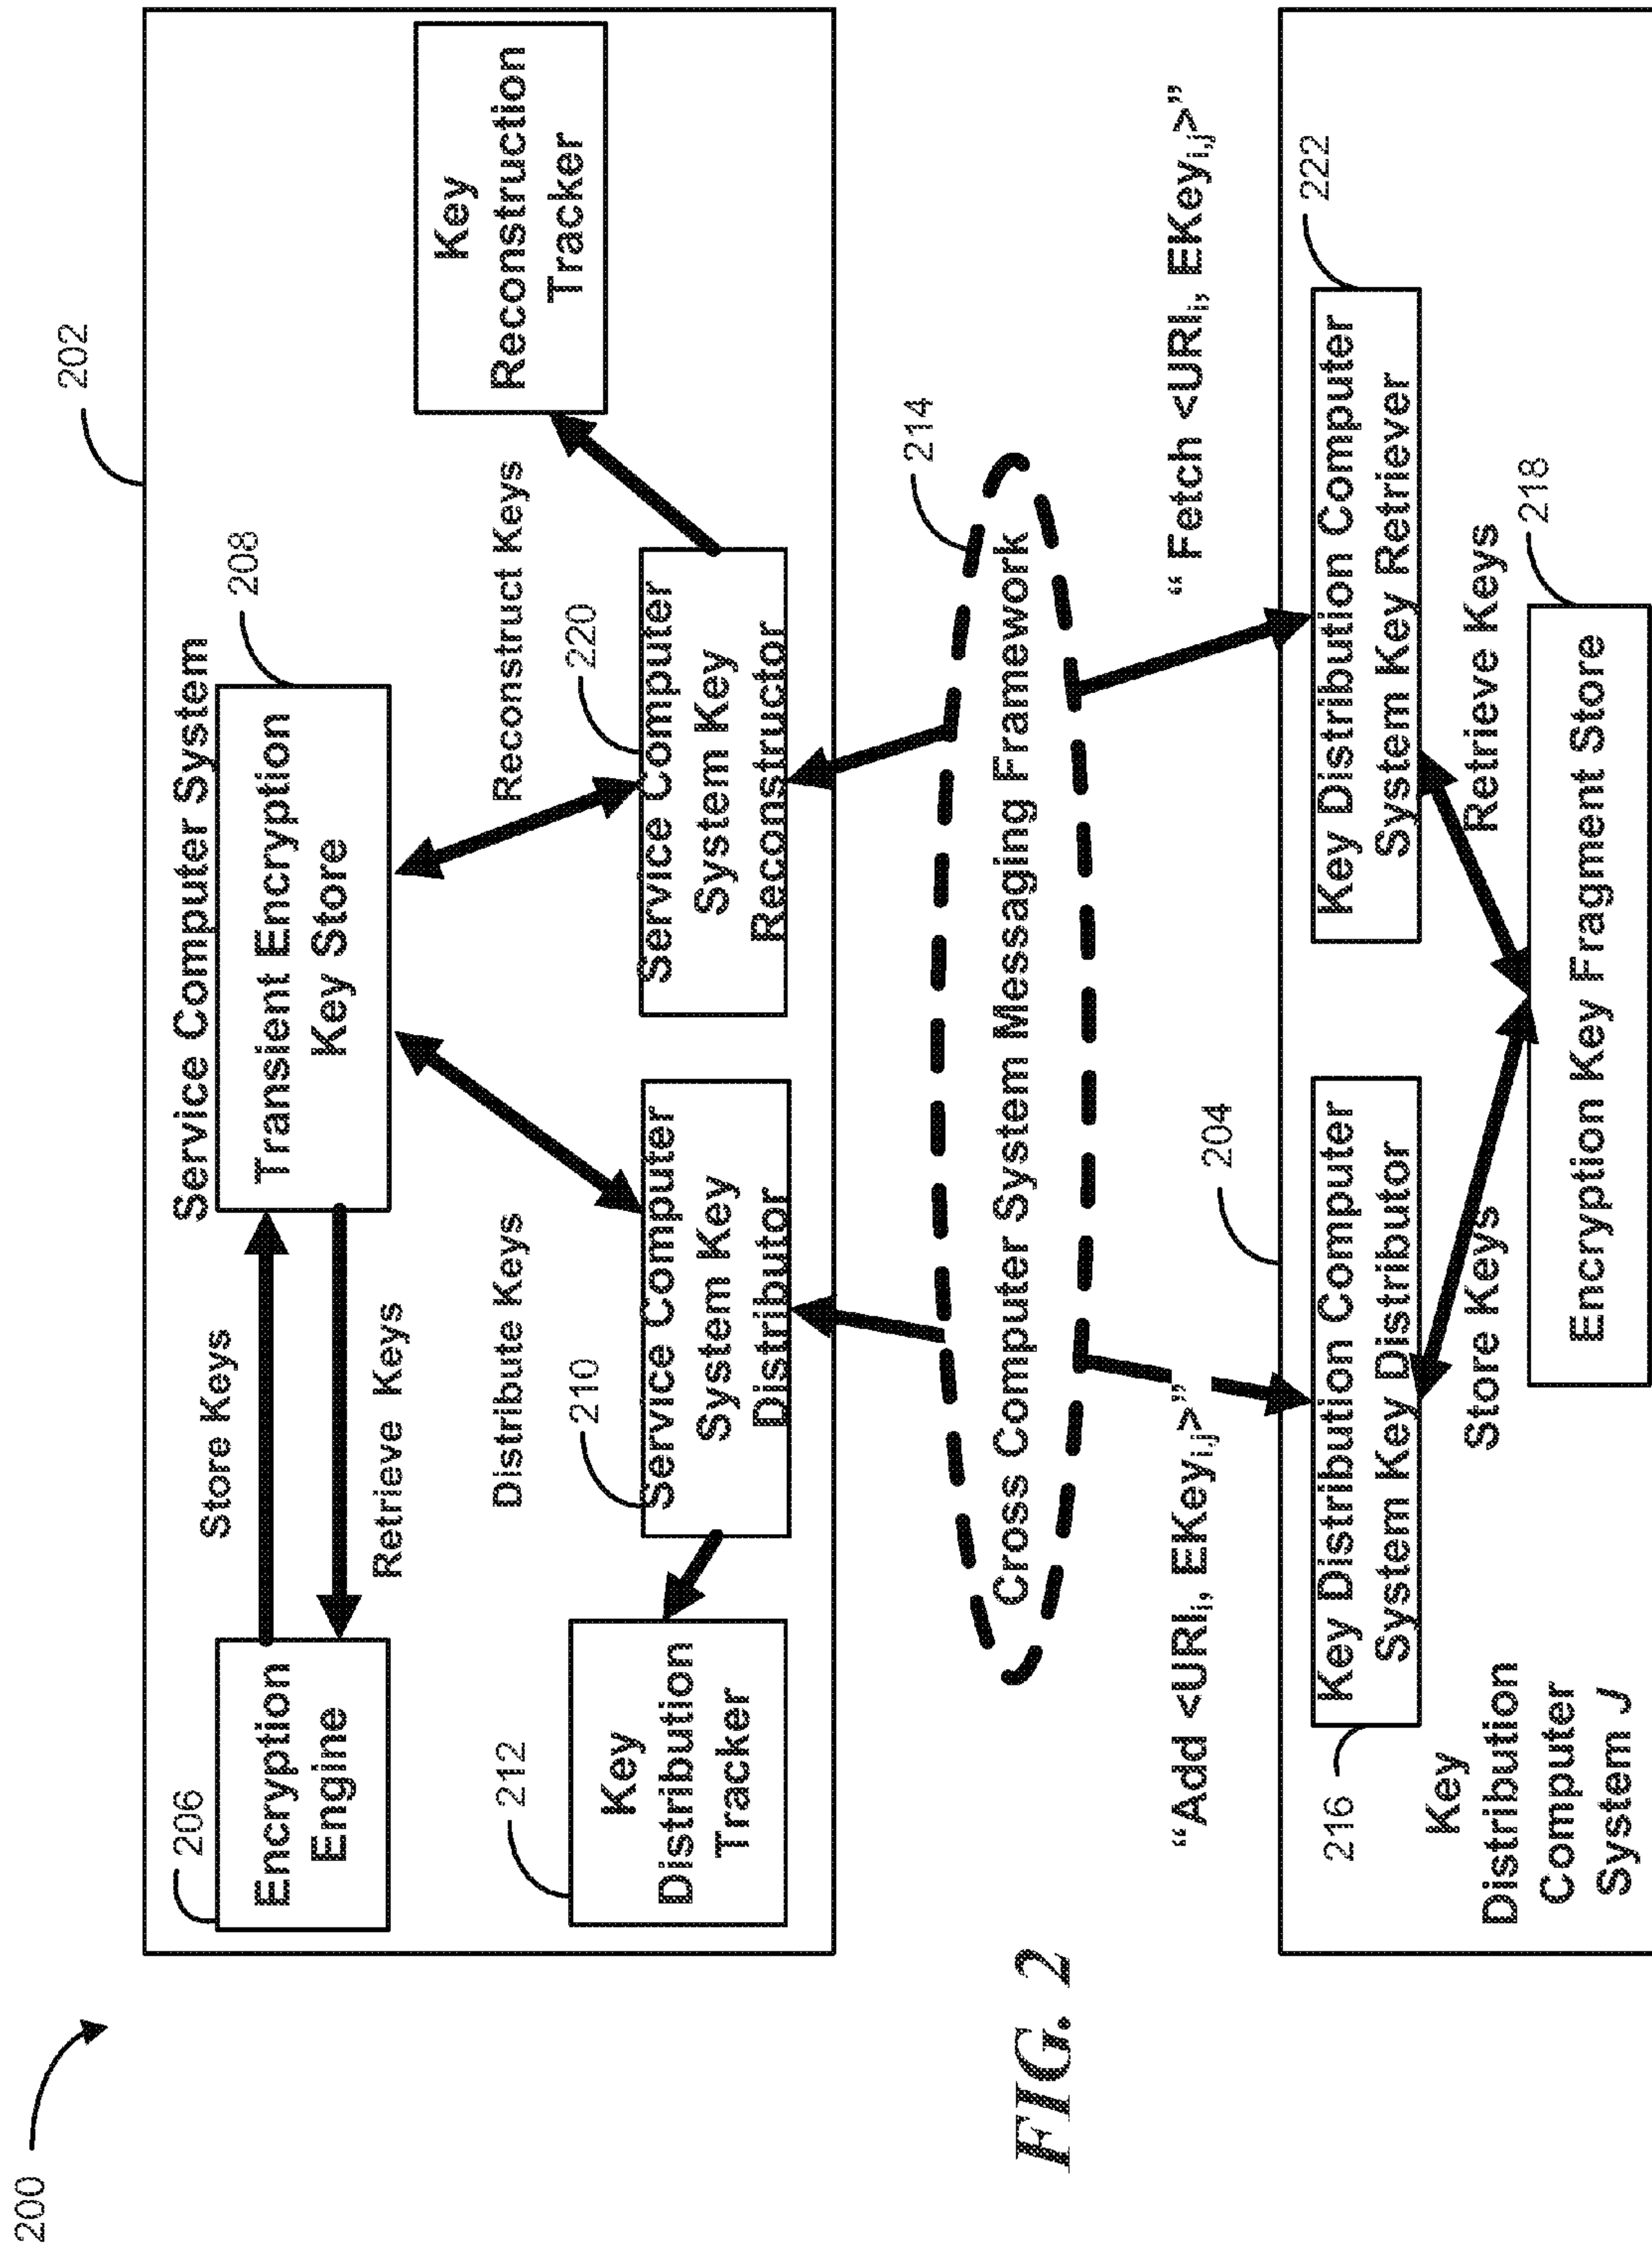 200
202
Service Computer System
206
Encryption
Engine
Store Keys
Retrieve Keys
208
Transient Encryption
Key Store
Distribute Keys
Reconstruct Keys
212
Key
Distribution
Tracker
210
Service Computer
System Key
Distributor
220
Service Computer
System Key
Reconstructor
Key
Reconstruction
Tracker
214
Cross Computer System Messaging Framework
“Add <URIi, EKeyi,j>”
“ Fetch <URIi, EKeyi,j>”
204
216
Key Distribution Computer
System Key Distributor
222
Key Distribution Computer
System Key Retriever
Store Keys
Retrieve Keys
218
Encryption Key Fragment Store
Key
Distribution
Computer
System J
FIG. 2